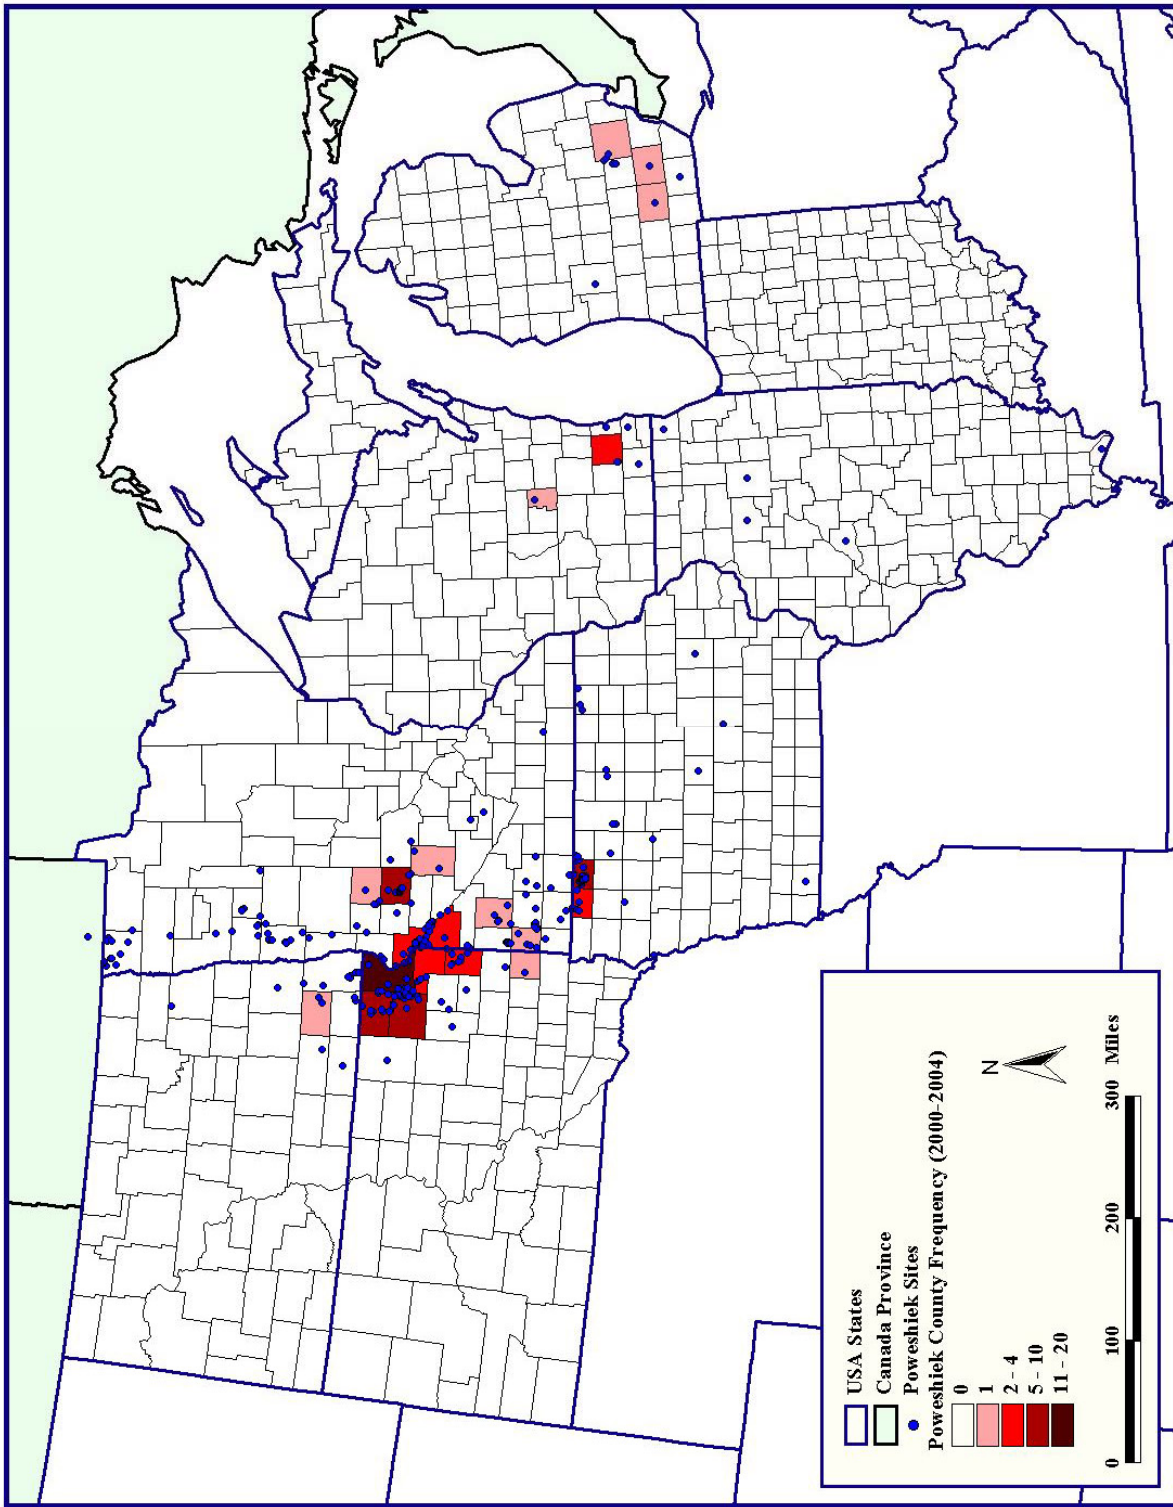 USA States
Canada Province
Poweshiek Sites
Poweshiek County Frequency (2000-2004)
0
1
2 - 4
5 - 10
11 - 20
N
0 100 200 300 Miles